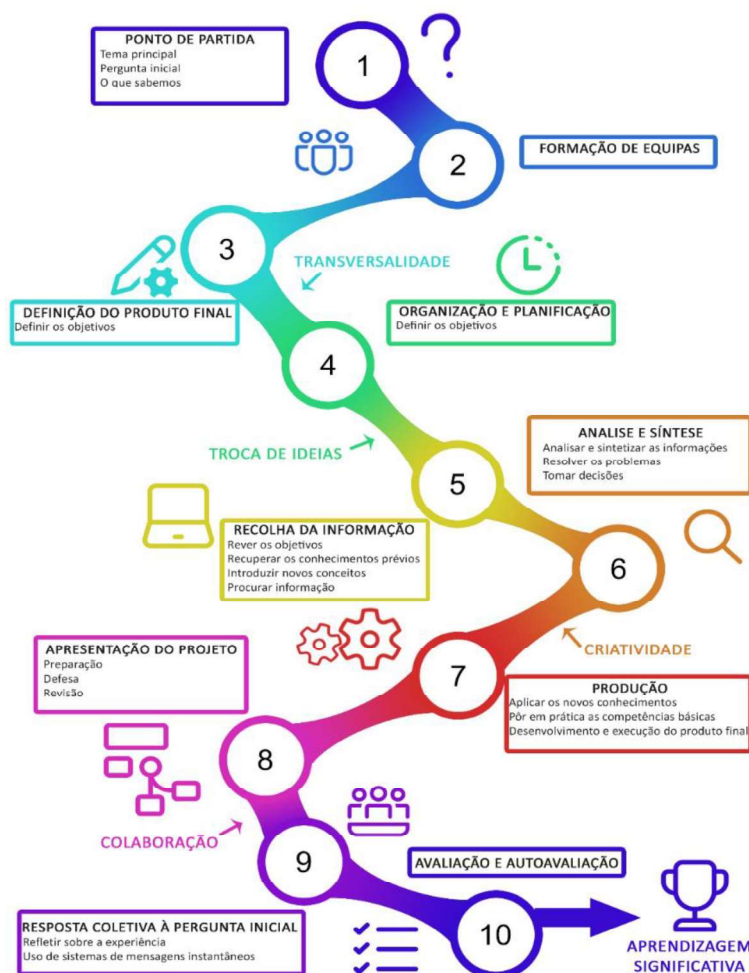 PONTO DE PARTIDA
Tema principal
Pergunta inicial
O que sabemos
1
?
2
FORMAÇÃO DE EQUIPAS
3
TRANSVERSALIDADE
DEFINIÇÃO DO PRODUTO FINAL
Definir os objetivos
ORGANIZAÇÃO E PLANIFICAÇÃO
Definir os objetivos
4
TROCA DE IDEIAS
5
ANALISE E SÍNTESE
Analisar e sintetizar as informações
Resolver os problemas
Tomar decisões
RECOLHA DA INFORMAÇÃO
Rever os objetivos
Recuperar os conhecimentos prévios
Introduzir novos conceitos
Procurar informação
6
CRIATIVIDADE
APRESENTAÇÃO DO PROJETO
Preparação
Defesa
Revisão
7
PRODUÇÃO
Aplicar os novos conhecimentos
Pôr em prática as competências básicas
Desenvolvimento e execução do produto final
8
COLABORAÇÃO
9
AVALIAÇÃO E AUTOAVALIAÇÃO
RESPOSTA COLETIVA À PERGUNTA INICIAL
Refletir sobre a experiência
Uso de sistemas de mensagens instantâneos
10
APRENDIZAGEM
SIGNIFICATIVA